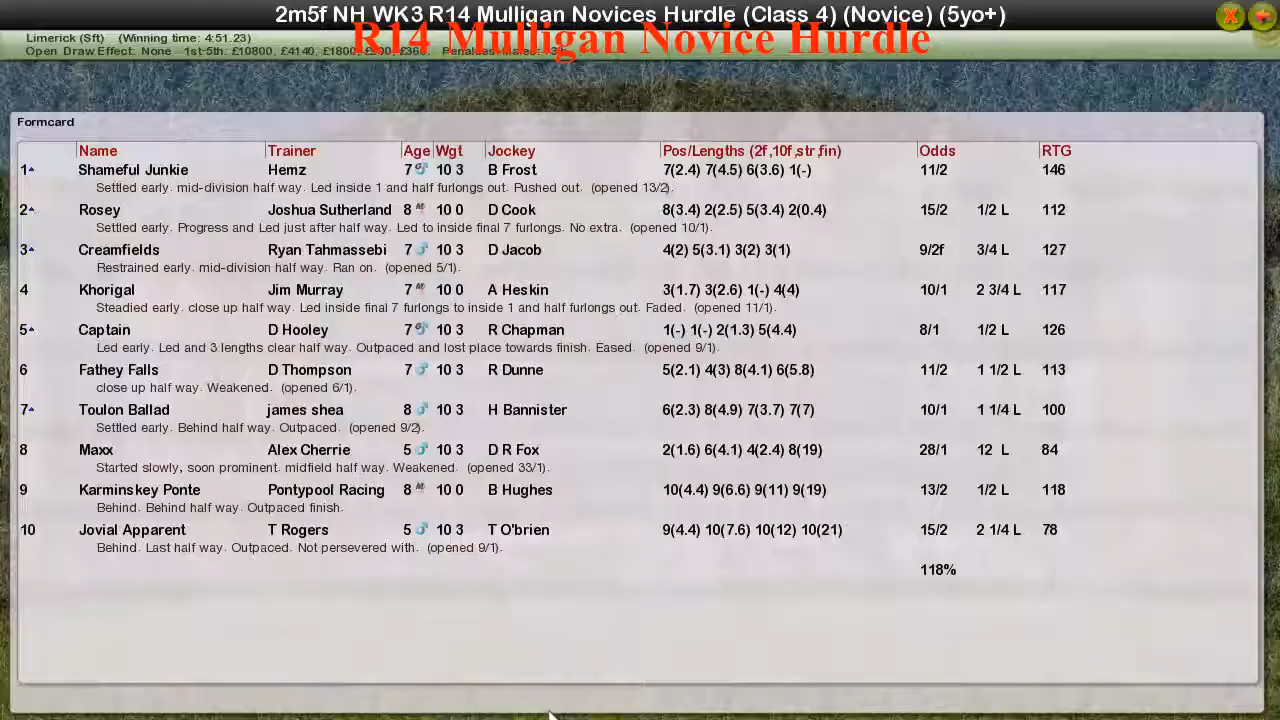 2m5f NH WK3 R14 Mulligan Novices Hurdle (Class 4) (Novice) (5yo+)
R14 Mulligan Novice Hurdle
Limerick (Sft) (Winning time: 4:51.23)
Open Draw Effect: None 1st-5th: £10800, £4140, £1800,
Formcard
Name Trainer Age Wgt Jockey Pos/Lengths (2f,10f,str,fin) Odds RTG
1 Shameful Junkie Hemz 7 10 3 B Frost 7(2.4) 7(4.5) 6(3.6) 1(-) 11/2 146
Settled early. mid-division half way. Led inside 1 and half furlongs out. Pushed out. (opened 13/2).
2 Rosey Joshua Sutherland 8 10 0 D Cook 8(3.4) 2(2.5) 5(3.4) 2(0.4) 15/2 1/2 L 112
Settled early. Progress and Led just after half way. Led to inside final 7 furlongs. No extra. (opened 10/1).
3 Creamfields Ryan Tahmassebi 7 10 3 D Jacob 4(2) 5(3.1) 3(2) 3(1) 9/2f 3/4 L 127
Restrained early. mid-division half way. Ran on. (opened 5/1).
4 Khorigal Jim Murray 7 10 0 A Heskin 3(1.7) 3(2.6) 1(-) 4(4) 10/1 2 3/4 L 117
Steadied early. close up half way. Led inside final 7 furlongs to inside 1 and half furlongs out. Faded. (opened 11/1).
5 Captain D Hooley 7 10 3 R Chapman 1(-) 1(-) 2(1.3) 5(4.4) 8/1 1/2 L 126
Led early. Led and 3 lengths clear half way. Outpaced and lost place towards finish. Eased. (opened 9/1).
6 Fathey Falls D Thompson 7 10 3 R Dunne 5(2.1) 4(3) 8(4.1) 6(5.8) 11/2 1 1/2 L 113
close up half way. Weakened. (opened 6/1).
7 Toulon Ballad james shea 8 10 3 H Bannister 6(2.3) 8(4.9) 7(3.7) 7(7) 10/1 1 1/4 L 100
Settled early. Behind half way. Outpaced. (opened 9/2).
8 Maxx Alex Cherrie 5 10 3 D R Fox 2(1.6) 6(4.1) 4(2.4) 8(19) 28/1 12 L 84
Started slowly, soon prominent. midfield half way. Weakened. (opened 33/1).
9 Karminskey Ponte Pontypool Racing 8 10 0 B Hughes 10(4.4) 9(6.6) 9(11) 9(19) 13/2 1/2 L 118
Behind. Behind half way. Outpaced finish.
10 Jovial Apparent T Rogers 5 10 3 T O'brien 9(4.4) 10(7.6) 10(12) 10(21) 15/2 2 1/4 L 78
Behind. Last half way. Outpaced. Not persevered with. (opened 9/1).
118%